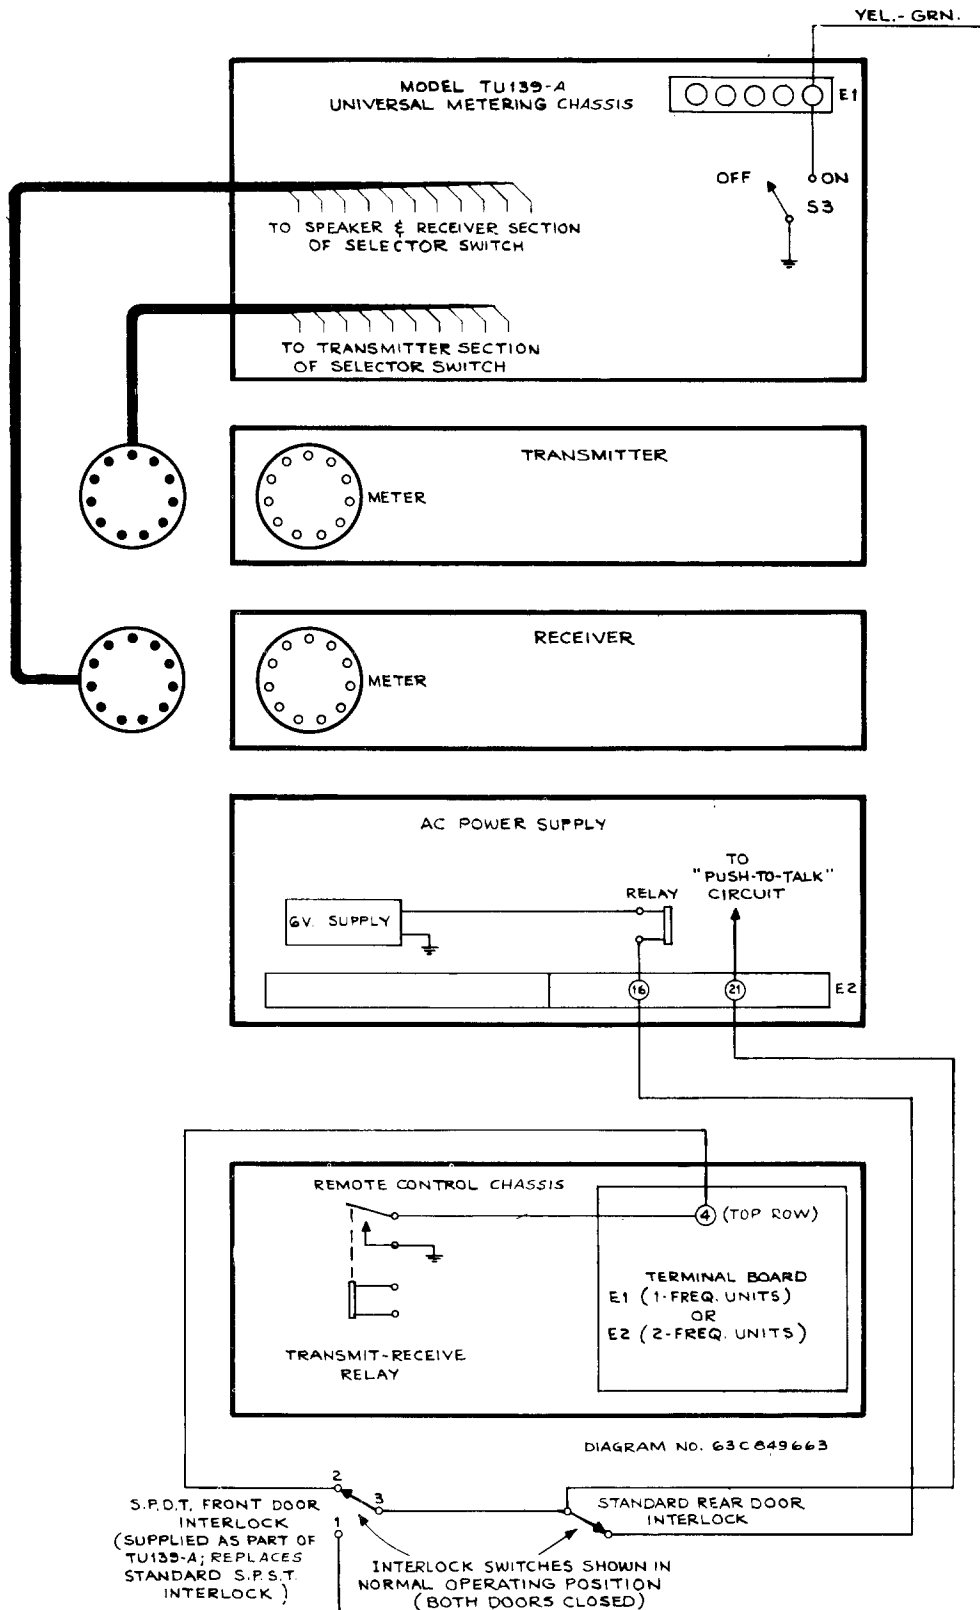 YEL.-GRN.
MODEL TU139-A
UNIVERSAL METERING CHASSIS
E1
OFF
ON
S3
TO SPEAKER & RECEIVER SECTION
OF SELECTOR SWITCH
TO TRANSMITTER SECTION
OF SELECTOR SWITCH
TRANSMITTER
METER
RECEIVER
METER
AC POWER SUPPLY
TO
"PUSH-TO-TALK"
CIRCUIT
RELAY
6V. SUPPLY
16
21
E2
REMOTE CONTROL CHASSIS
4 (TOP ROW)
TERMINAL BOARD
E1 (1-FREQ. UNITS)
OR
E2 (2-FREQ. UNITS)
TRANSMIT-RECEIVE
RELAY
DIAGRAM NO. 63C849663
2
3
1
S.P.D.T. FRONT DOOR
INTERLOCK
(SUPPLIED AS PART OF
TU139-A; REPLACES
STANDARD S.P.S.T.
INTERLOCK)
STANDARD REAR DOOR
INTERLOCK
INTERLOCK SWITCHES SHOWN IN
NORMAL OPERATING POSITION
(BOTH DOORS CLOSED)